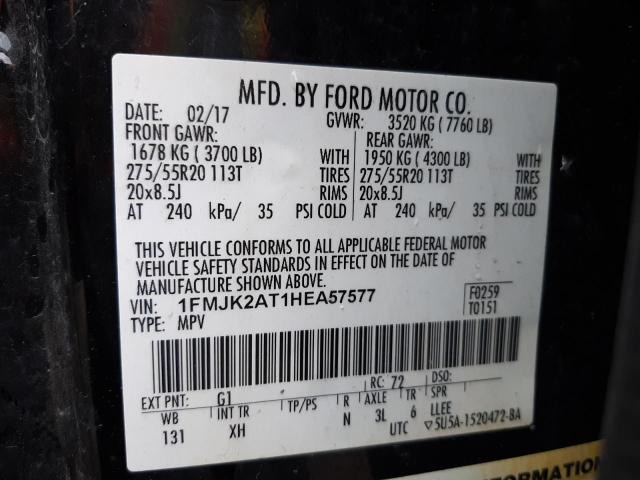 MFD. BY FORD MOTOR CO.
DATE: 02/17 GVWR: 3520 KG ( 7760 LB)
FRONT GAWR: REAR GAWR:
1678 KG ( 3700 LB) WITH 1950 KG ( 4300 LB) WITH
275/55R20 113T TIRES 275/55R20 113T TIRES
20x8.5J RIMS 20x8.5J RIMS
AT 240 kPa/ 35 PSI COLD AT 240 kPa/ 35 PSI COLD
THIS VEHICLE CONFORMS TO ALL APPLICABLE FEDERAL MOTOR
VEHICLE SAFETY STANDARDS IN EFFECT ON THE DATE OF
MANUFACTURE SHOWN ABOVE.
VIN: 1FMJK2AT1HEA57577 F0259
TYPE: MPV T0151
EXT PNT: G1 RC: 72 DSO:
WB INT TR TP/PS R AXLE TR SPR
131 XH N 3L 6 LLEE
UTC ▽5U5A-1520472-BA
FORMATION